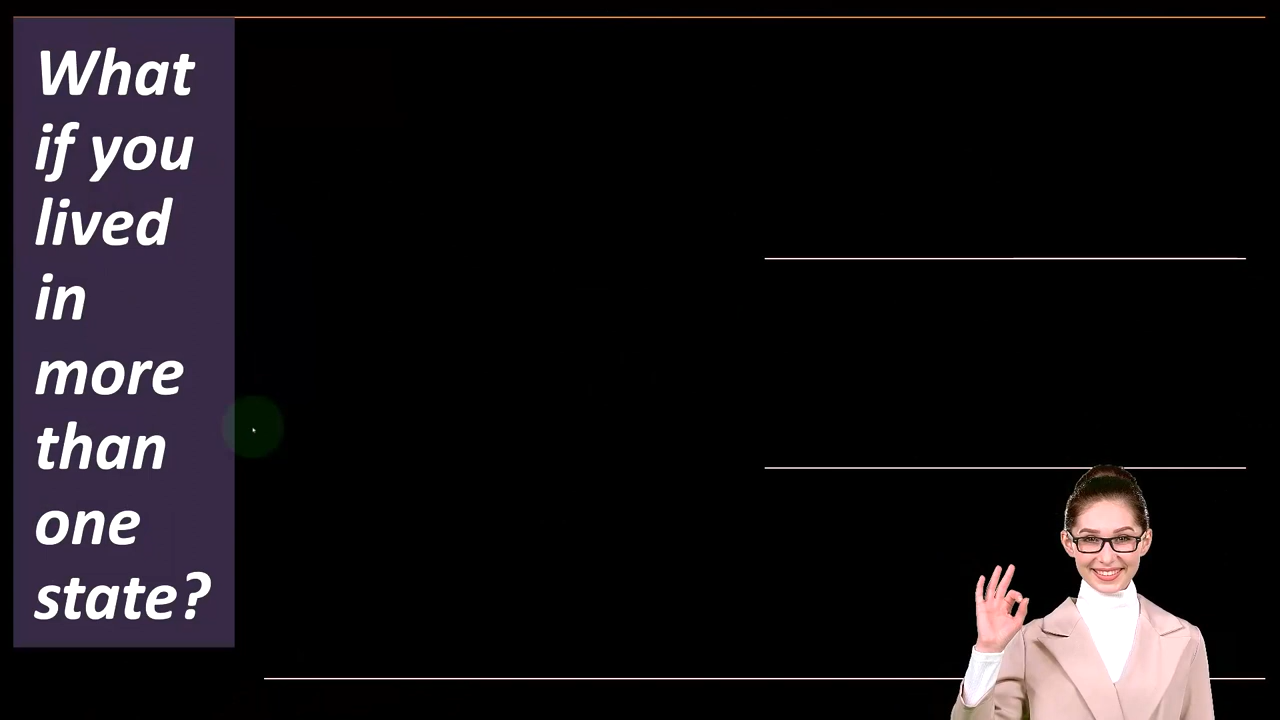 What
if you
lived
in
more
than
one
state?